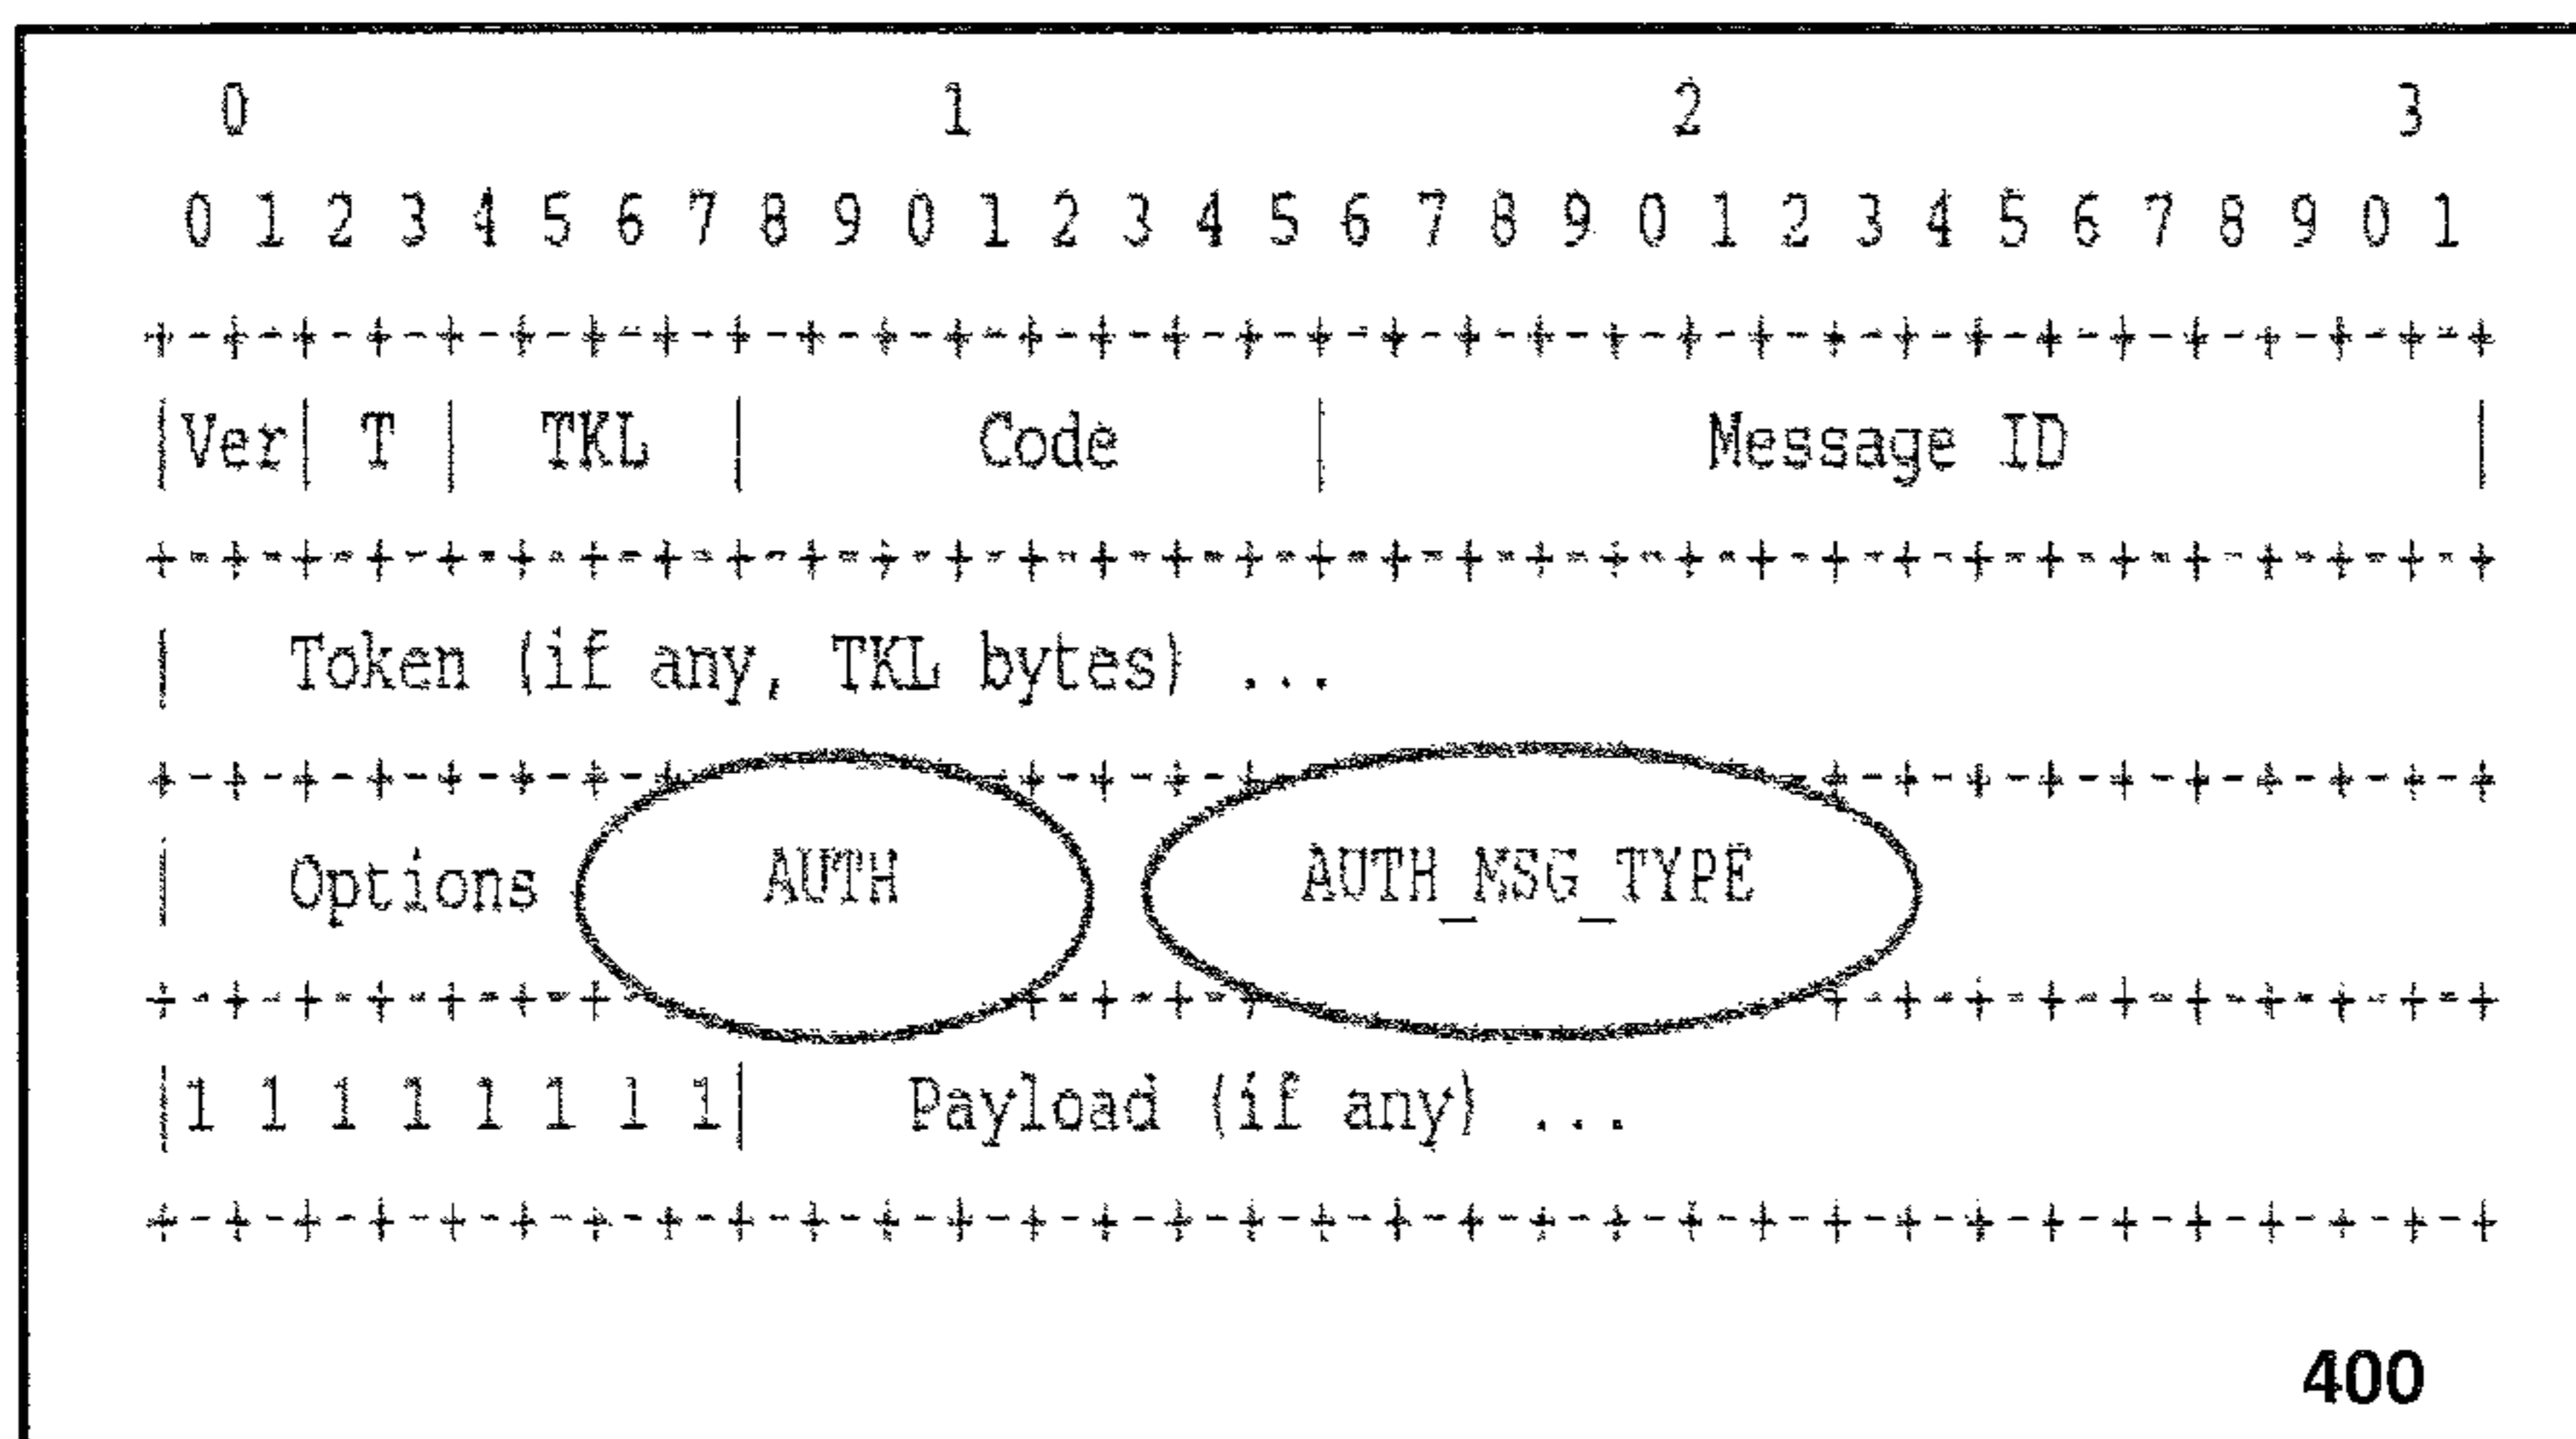 0 1 2 3
0 1 2 3 4 5 6 7 8 9 0 1 2 3 4 5 6 7 8 9 0 1 2 3 4 5 6 7 8 9 0 1
+-+-+-+-+-+-+-+-+-+-+-+-+-+-+-+-+-+-+-+-+-+-+-+-+-+-+-+-+-+-+-+-+
|Ver| T | TKL | Code | Message ID |
+-+-+-+-+-+-+-+-+-+-+-+-+-+-+-+-+-+-+-+-+-+-+-+-+-+-+-+-+-+-+-+-+
| Token (if any, TKL bytes) ...
+-+-+-+-+-+-+-+ -+-+-+-+ -+-+-+-+-+-+-+-+-+-+
| Options AUTH AUTH_MSG_TYPE
+-+-+-+-+-+-+- +-+-+-+ +-+-+-+-+-+-+-+-+-+
|1 1 1 1 1 1 1 1| Payload (if any) ...
+-+-+-+-+-+-+-+-+-+-+-+-+-+-+-+-+-+-+-+-+-+-+-+-+-+-+-+-+-+-+-+-+
400